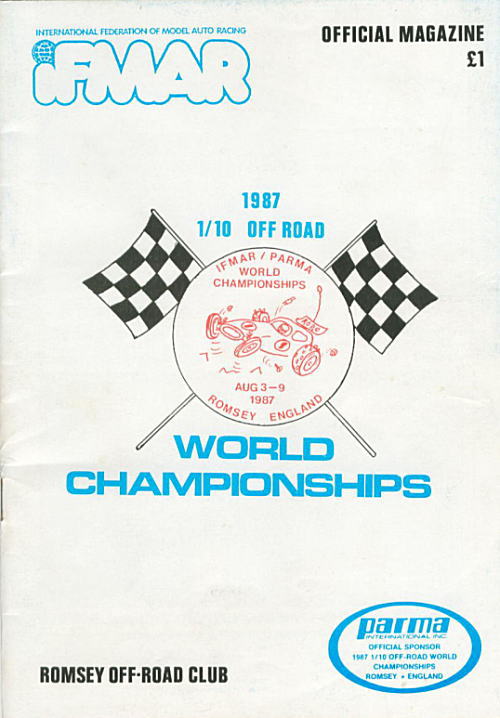 INTERNATIONAL FEDERATION OF MODEL AUTO RACING
iFMAR
OFFICIAL MAGAZINE
£1
1987
1/10 OFF ROAD
IFMAR / PARMA
WORLD
CHAMPIONSHIPS
AUG 3-9
1987
ROMSEY ENGLAND
WORLD
CHAMPIONSHIPS
parma
INTERNATIONAL INC.
OFFICIAL SPONSOR
1987 1/10 OFF-ROAD WORLD
CHAMPIONSHIPS
ROMSEY • ENGLAND
ROMSEY OFF-ROAD CLUB